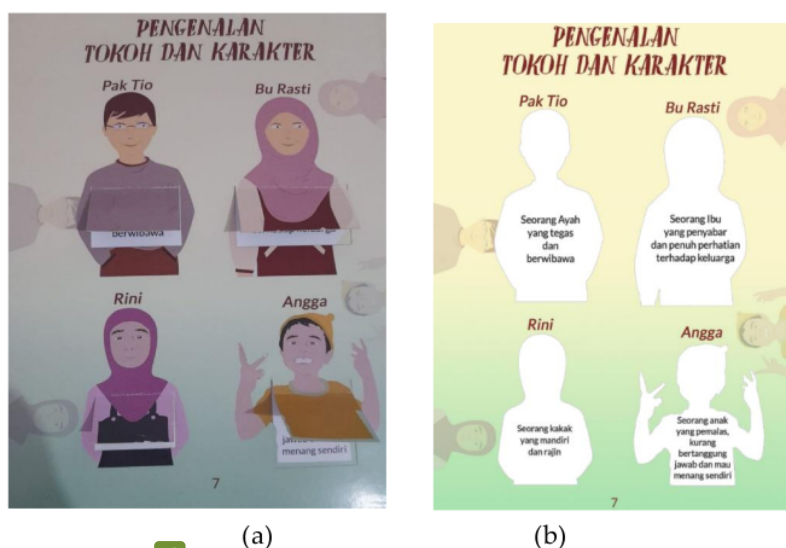 PENGENALAN
TOKOH DAN KARAKTER
Pak Tio
Bu Rasti
berwibawa
Rini
Angga
menang sendiri
7
(a)
PENGENALAN
TOKOH DAN KARAKTER
Pak Tio
Bu Rasti
Seorang Ayah
yang tegas
dan
berwibawa
Seorang Ibu
yang penyabar
dan penuh perhatian
terhadap keluarga
Rini
Angga
Seorang kakak
yang mandiri
dan rajin
Seorang anak
yang pemalas,
kurang
bertanggung
jawab dan mau
menang sendiri
7
(b)